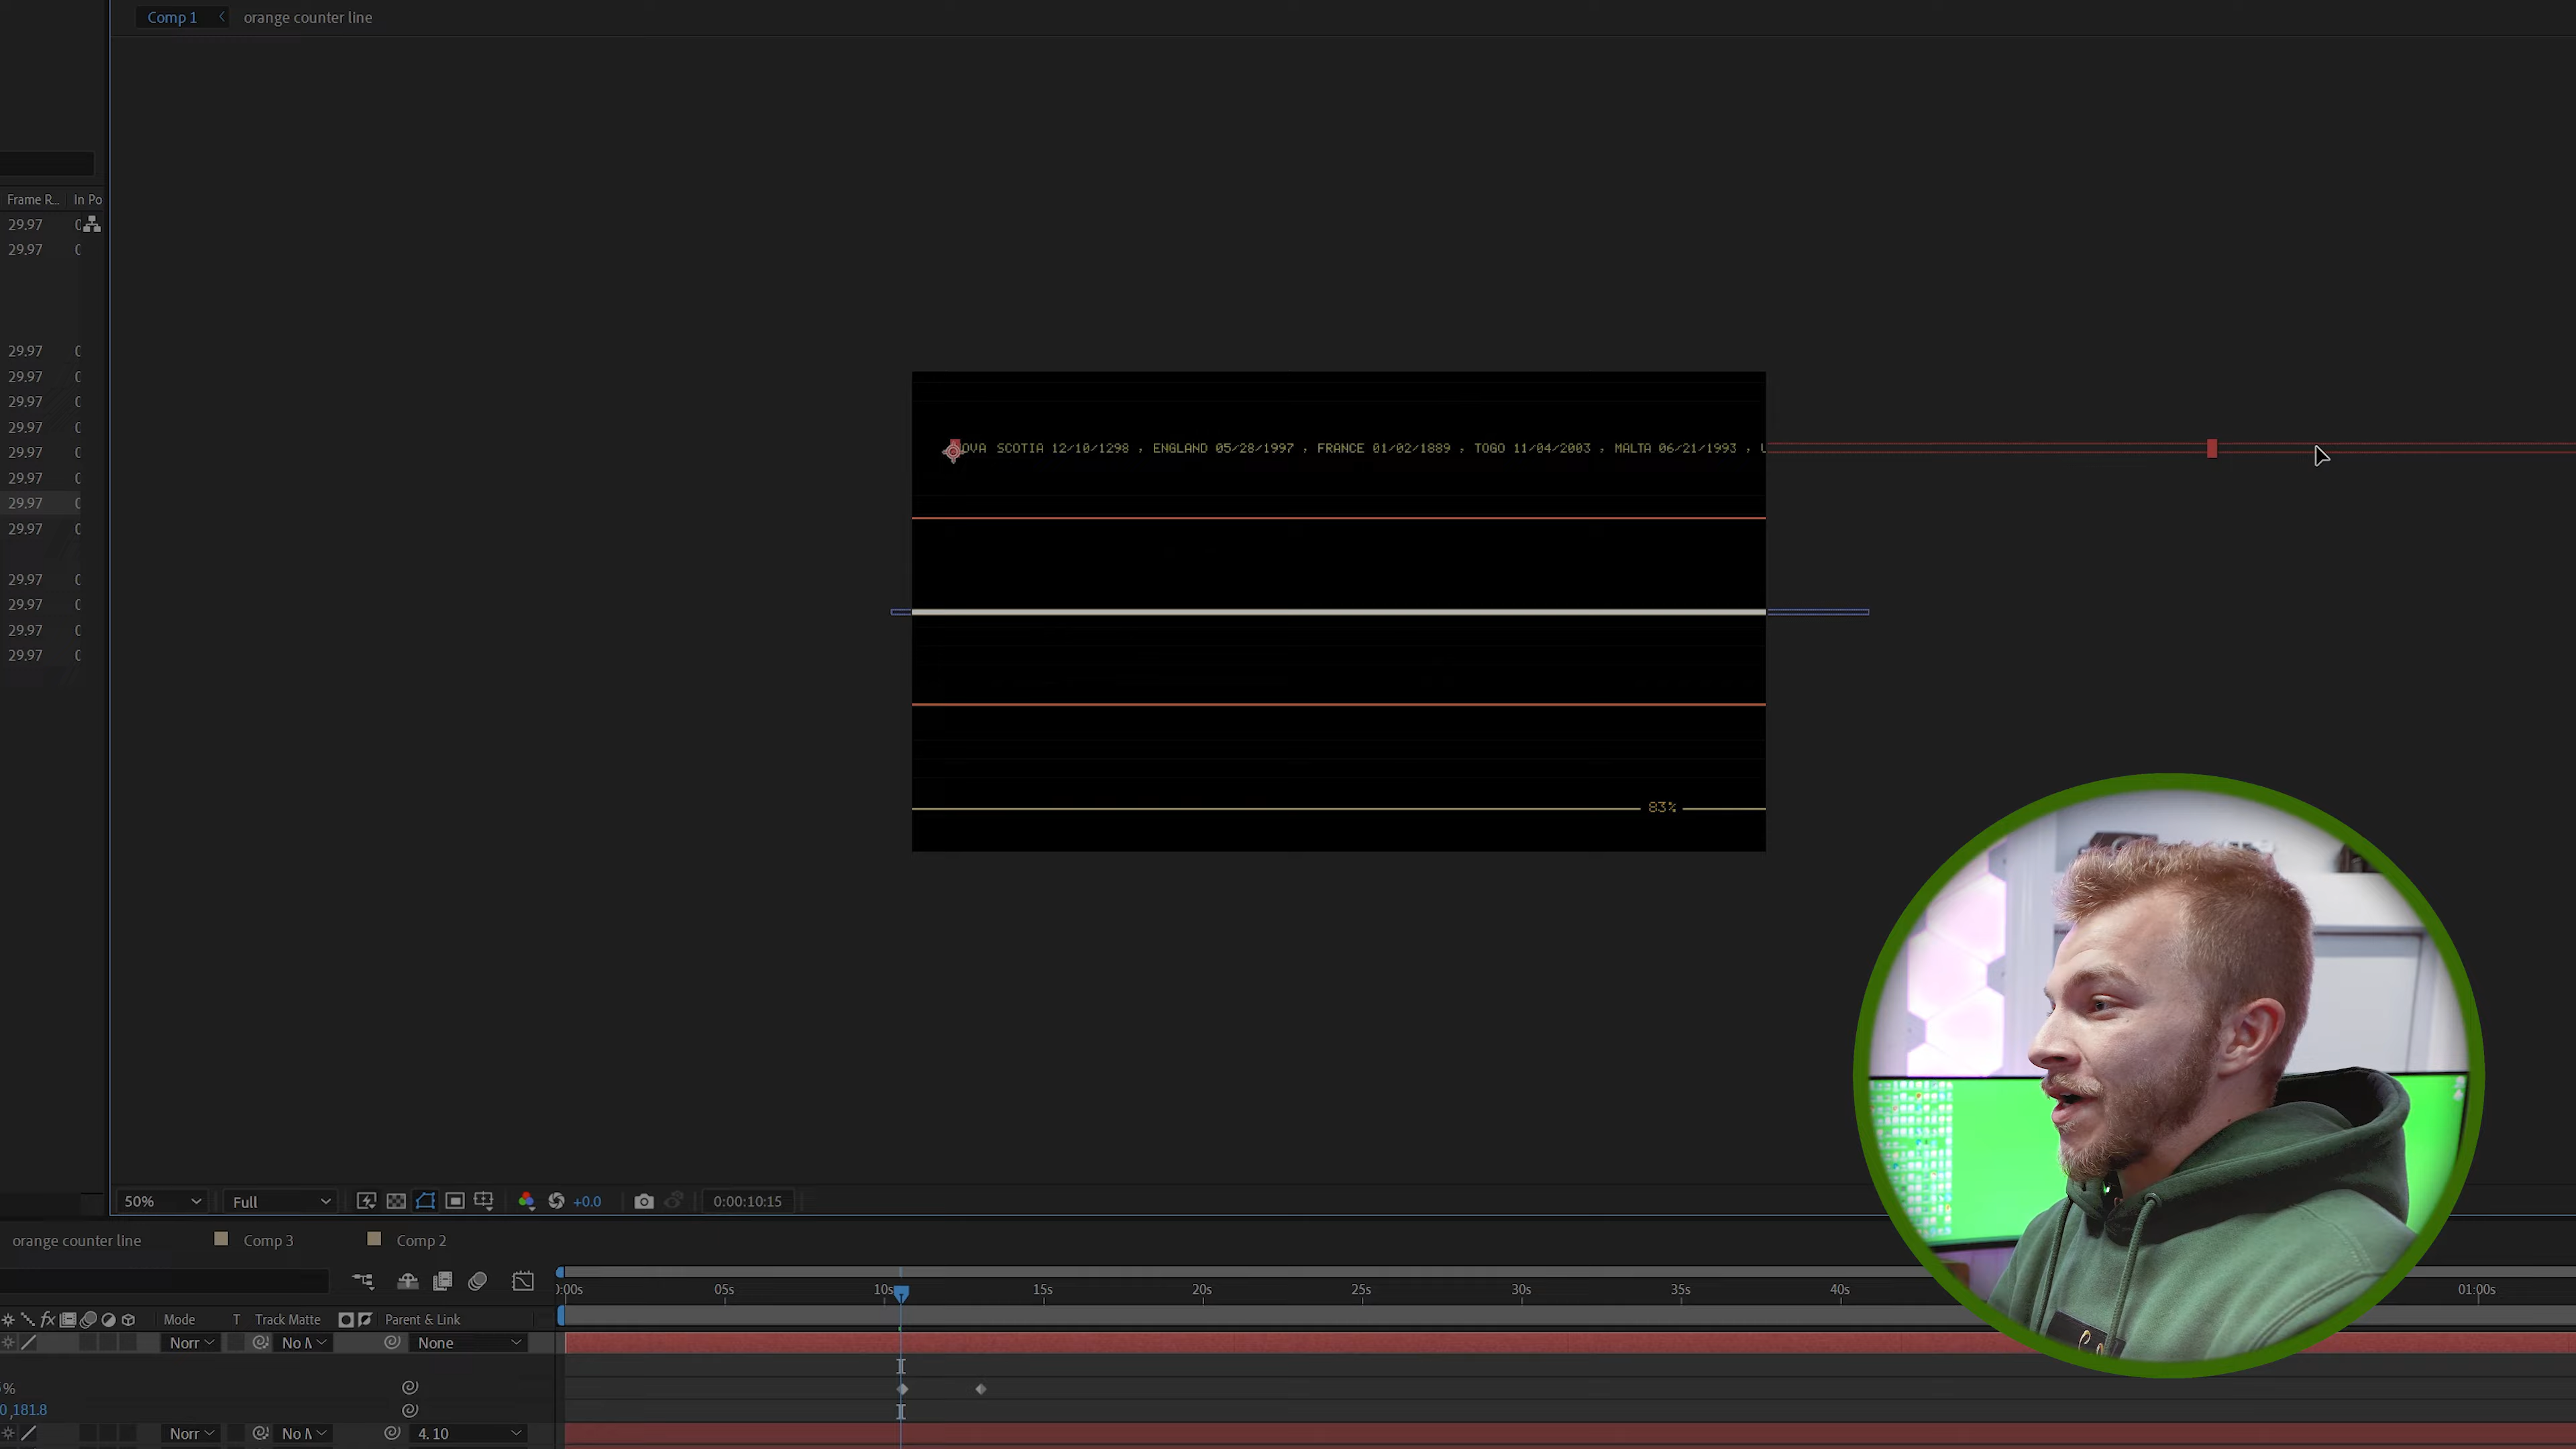 Comp 1 orange counter line
Frame R... In Po
29.97
29.97
OVA SCOTIA 12/10/1298 , ENGLAND 05/28/1997 , FRANCE 01/02/1889 , TOGO 11/04/2003 , MALTA 06/21/1993 , U
29.97
29.97
29.97
29.97
29.97
29.97
29.97
29.97
29.97
29.97
29.97
29.97
83%
50% Full +0.0 0:00:10:15
orange counter line Comp 3 Comp 2
0:00s 05s 10s 15s 20s 25s 30s 35s 40s 01:00s
fx Mode T Track Matte Parent & Link
Norr No M None
%
0,181.8
Norr No M 4. 10